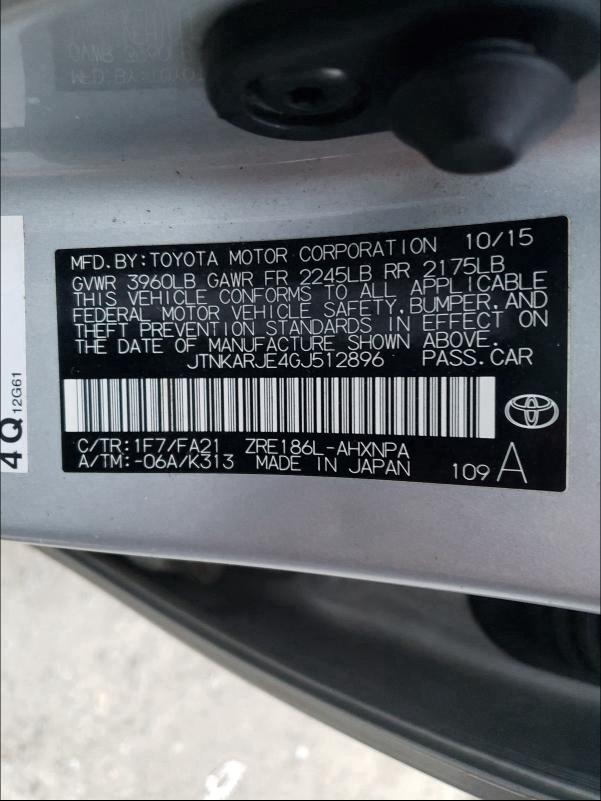 MFD.BY:TOYOTA MOTOR CORPORATION 10/15
GVWR 3960LB GAWR FR 2245LB RR 2175LB
THIS VEHICLE CONFORMS TO ALL APPLICABLE
FEDERAL MOTOR VEHICLE SAFETY,BUMPER,AND
THEFT PREVENTION STANDARDS IN EFFECT ON
THE DATE OF MANUFACTURE SHOWN ABOVE.
JTNKARJE4GJ512896 PASS.CAR
C/TR:1F7/FA21 ZRE186L-AHXNPA
A/TM:-06A/K313 MADE IN JAPAN 109 A
4Q 12G61